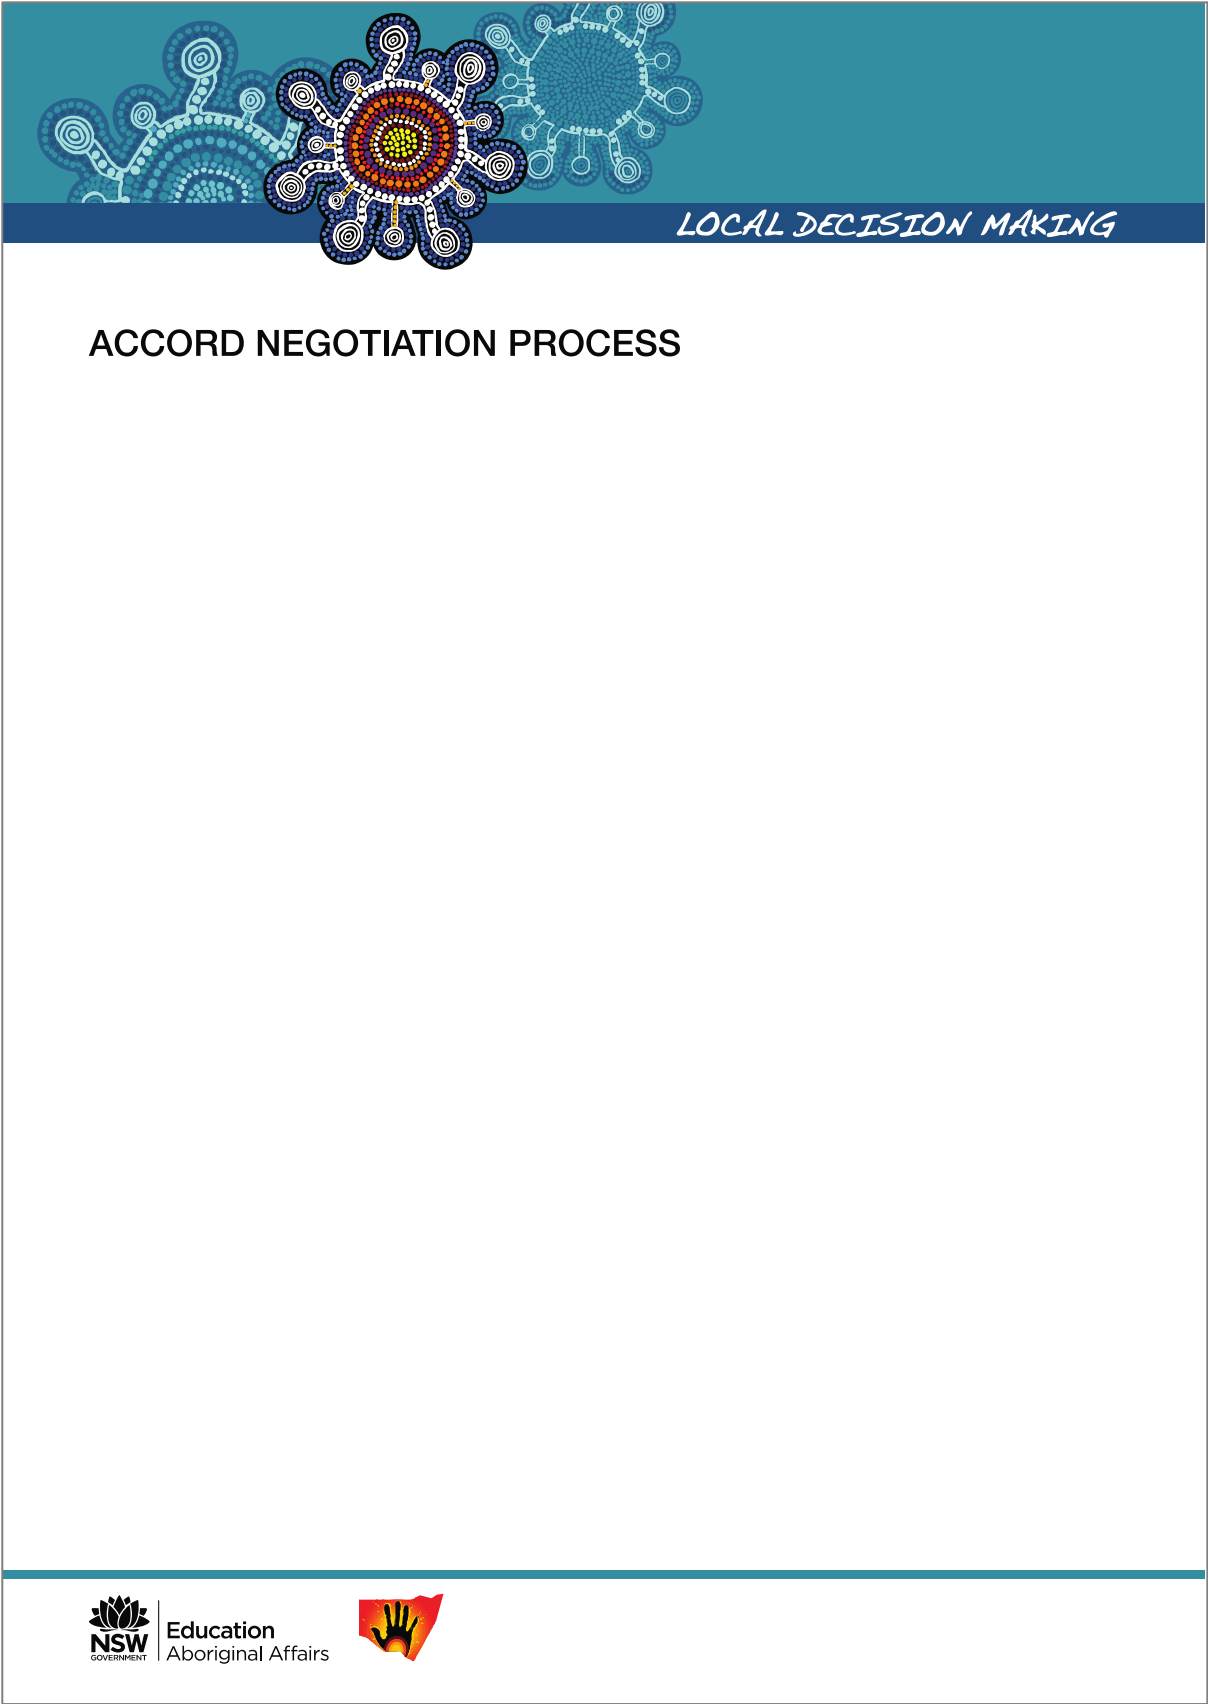 LOCAL DECISION MAKING
ACCORD NEGOTIATION PROCESS
NSW
GOVERNMENT
Education
Aboriginal Affairs